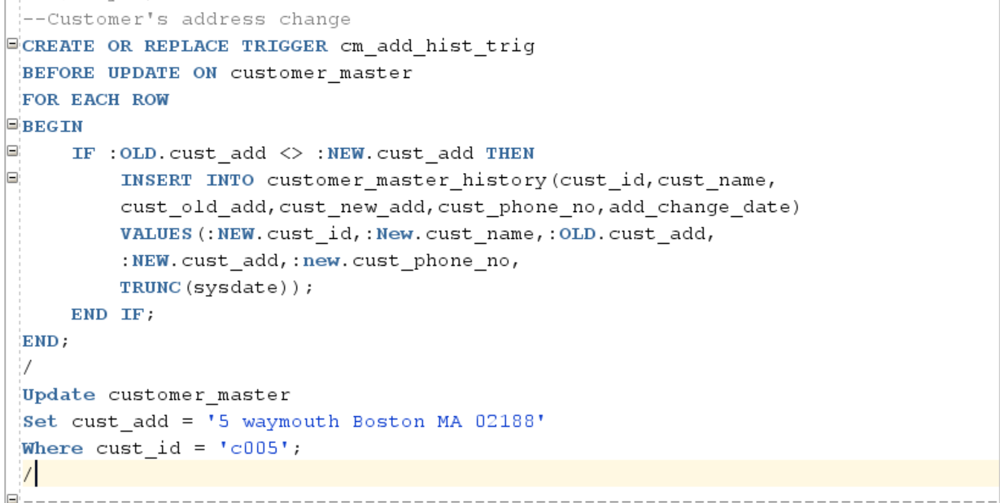 --Customer's address change
CREATE OR REPLACE TRIGGER cm_add_hist_trig
BEFORE UPDATE ON customer_master
FOR EACH ROW
BEGIN
IF :OLD.cust_add <> :NEW.cust_add THEN
INSERT INTO customer_master_history(cust_id,cust_name,
cust_old_add,cust_new_add,cust_phone_no,add_change_date)
VALUES(:NEW.cust_id,:New.cust_name,:OLD.cust_add,
:NEW.cust_add,:new.cust_phone_no,
TRUNC(sysdate));
END IF;
END;
/
Update customer_master
Set cust_add = '5 waymouth Boston MA 02188'
Where cust_id = 'c005';
/
--------------------------------------------------------------------------------